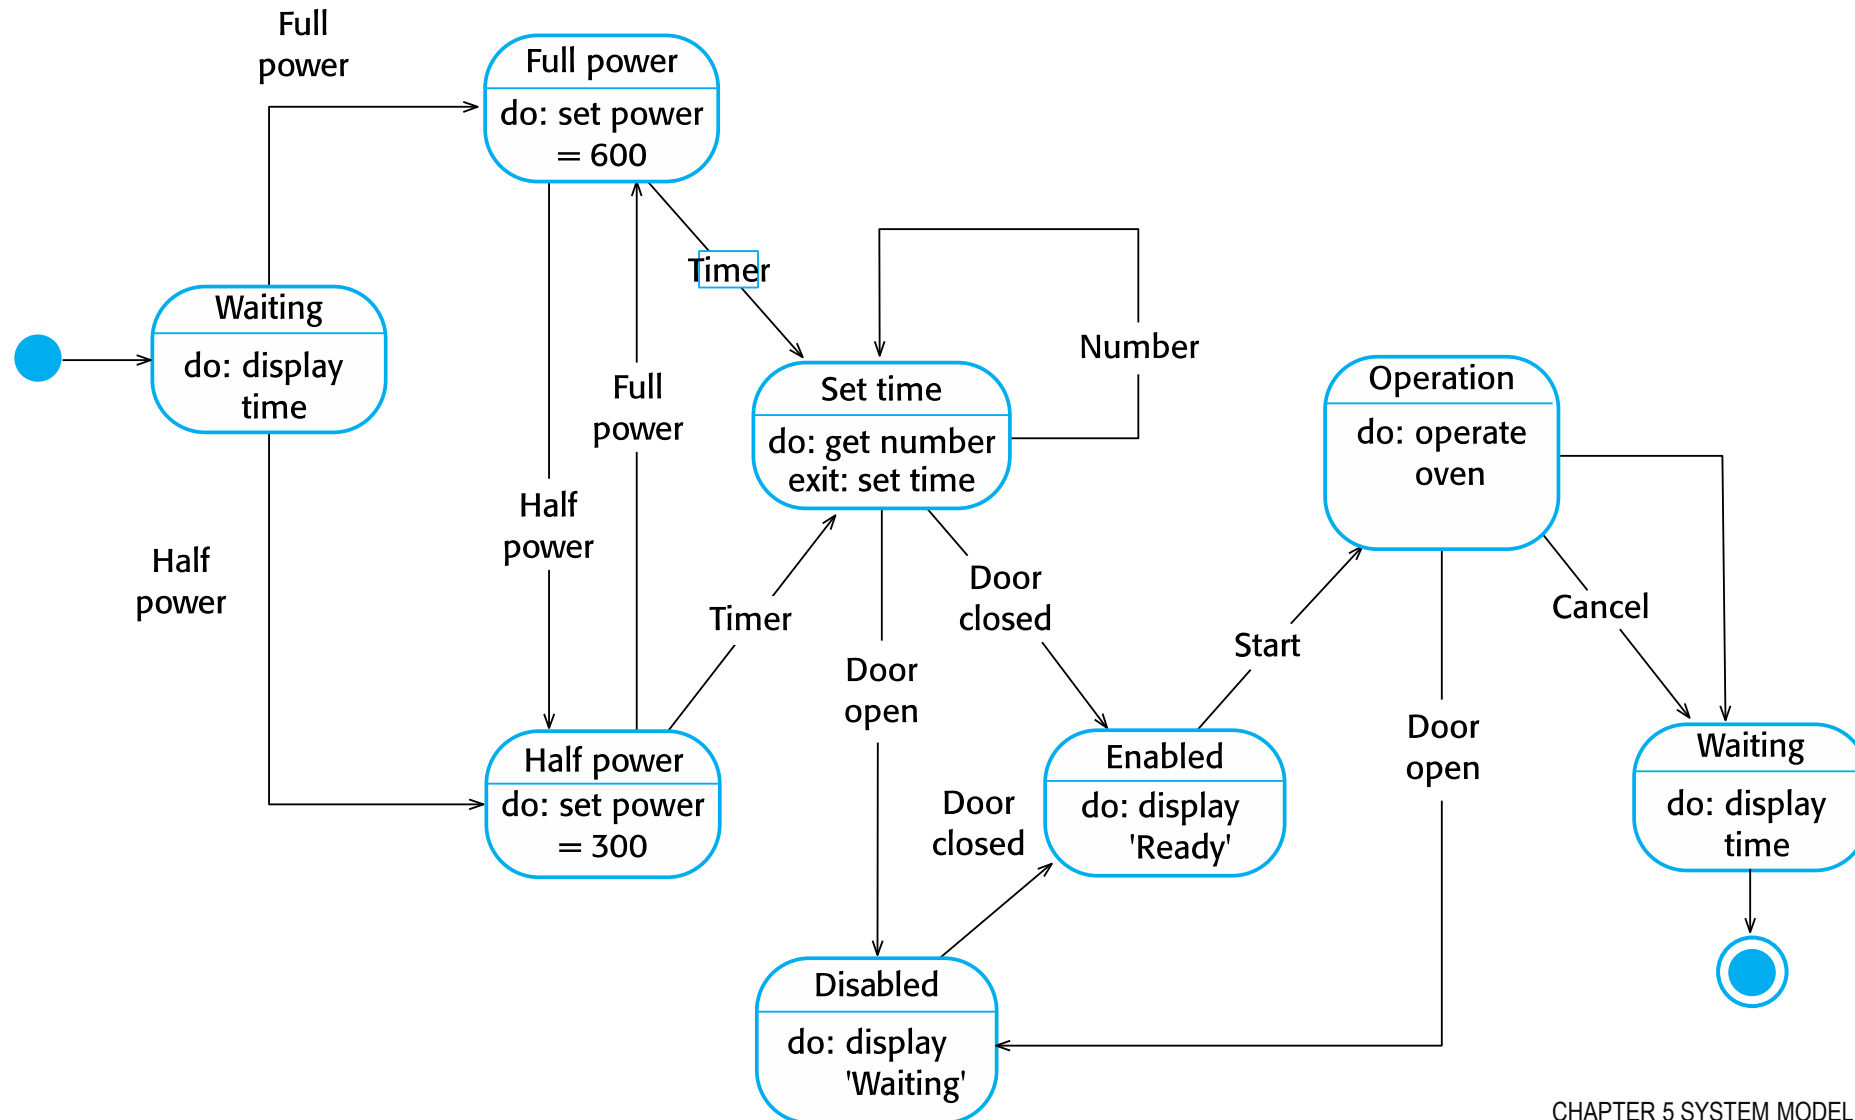 Full
power
Full power
do: set power
= 600
Timer
Waiting
do: display
time
Number
Full
power
Set time
do: get number
exit: set time
Operation
do: operate
oven
Half
power
Half
power
Timer
Door
closed
Start
Cancel
Door
open
Door
open
Half power
do: set power
= 300
Enabled
do: display
'Ready'
Door
closed
Waiting
do: display
time
Disabled
do: display
'Waiting'
CHAPTER 5 SYSTEM MODEL